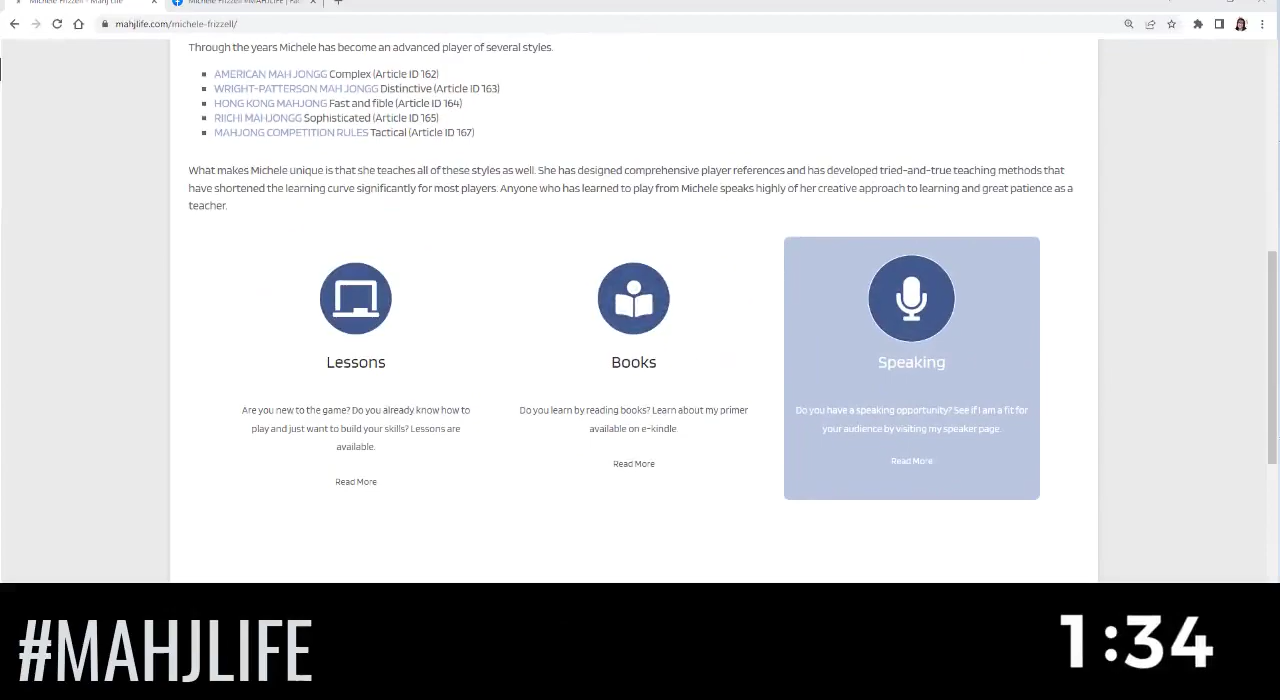 Michele Frizzell - Mahj Life
Michele Frizzell #MAHJLIFE | Fac
mahjlife.com/michele-frizzell/
Through the years Michele has become an advanced player of several styles.
AMERICAN MAH JONGG Complex (Article ID 162)
WRIGHT-PATTERSON MAH JONGG Distinctive (Article ID 163)
HONG KONG MAHJONG Fast and fible (Article ID 164)
RIICHI MAHJONGG Sophisticated (Article ID 165)
MAHJONG COMPETITION RULES Tactical (Article ID 167)
What makes Michele unique is that she teaches all of these styles as well. She has designed comprehensive player references and has developed tried-and-true teaching methods that
have shortened the learning curve significantly for most players. Anyone who has learned to play from Michele speaks highly of her creative approach to learning and great patience as a
teacher.
Lessons
Are you new to the game? Do you already know how to
play and just want to build your skills? Lessons are
available.
Read More
Books
Do you learn by reading books? Learn about my primer
available on e-kindle.
Read More
Speaking
Do you have a speaking opportunity? See if I am a fit for
your audience by visiting my speaker page.
Read More
#MAHJLIFE
1:34